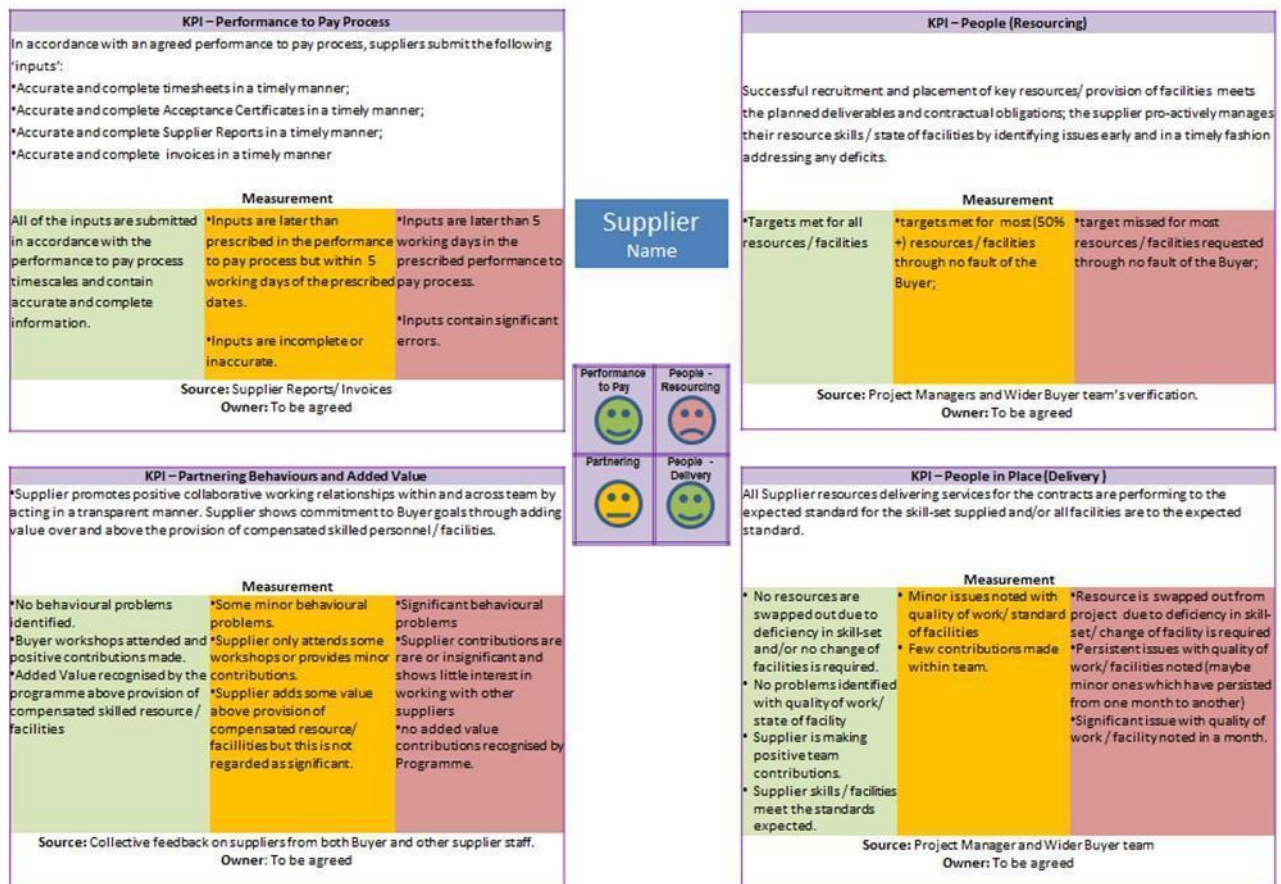 KPI – Performance to Pay Process
In accordance with an agreed performance to pay process, suppliers submit the following
'inputs':
•Accurate and complete timesheets in a timely manner;
•Accurate and complete Acceptance Certificates in a timely manner;
•Accurate and complete Supplier Reports in a timely manner;
•Accurate and complete invoices in a timely manner
Measurement
All of the inputs are submitted
in accordance with the
performance to pay process
timescales and contain
accurate and complete
information.
•Inputs are later than
prescribed in the performance
to pay process but within 5
working days of the prescribed
dates.
•Inputs are incomplete or
inaccurate.
•Inputs are later than 5
working days in the
prescribed performance to
pay process.
•Inputs contain significant
errors.
Source: Supplier Reports/ Invoices
Owner: To be agreed
KPI – People (Resourcing)
Successful recruitment and placement of key resources/ provision of facilities meets
the planned deliverables and contractual obligations; the supplier pro-actively manages
their resource skills / state of facilities by identifying issues early and in a timely fashion
addressing any deficits.
Measurement
•Targets met for all
resources / facilities
•targets met for most (50%
+) resources / facilities
through no fault of the
Buyer;
•target missed for most
resources / facilities requested
through no fault of the Buyer;
Source: Project Managers and Wider Buyer team's verification.
Owner: To be agreed
Supplier
Name
Performance
to Pay
People -
Resourcing
Partnering
People -
Delivery
KPI – Partnering Behaviours and Added Value
•Supplier promotes positive collaborative working relationships within and across team by
acting in a transparent manner. Supplier shows commitment to Buyer goals through adding
value over and above the provision of compensated skilled personnel / facilities.
Measurement
•No behavioural problems
identified.
•Buyer workshops attended and
positive contributions made.
•Added Value recognised by the
programme above provision of
compensated skilled resource /
facilities
•Some minor behavioural
problems.
•Supplier only attends some
workshops or provides minor
contributions.
•Supplier adds some value
above provision of
compensated resource/
facillities but this is not
regarded as significant.
•Significant behavioural
problems
•Supplier contributions are
rare or insignificant and
shows little interest in
working with other
suppliers
•no added value
contributions recognised by
Programme.
Source: Collective feedback on suppliers from both Buyer and other supplier staff.
Owner: To be agreed
KPI – People in Place (Delivery )
All Supplier resources delivering services for the contracts are performing to the
expected standard for the skill-set supplied and/or all facilities are to the expected
standard.
Measurement
• No resources are
swapped out due to
deficiency in skill-set
and/or no change of
facilities is required.
• No problems identified
with quality of work/
state of facility
• Supplier is making
positive team
contributions.
• Supplier skills / facilities
meet the standards
expected.
• Minor issues noted with
quality of work/ standard
of facilities
• Few contributions made
within team.
•Resource is swapped out from
project due to deficiency in skill-
set/ change of facility is required
•Persistent issues with quality of
work/ facilities noted (maybe
minor ones which have persisted
from one month to another)
•Significant issue with quality of
work / facility noted in a month.
Source: Project Manager and Wider Buyer team
Owner: To be agreed